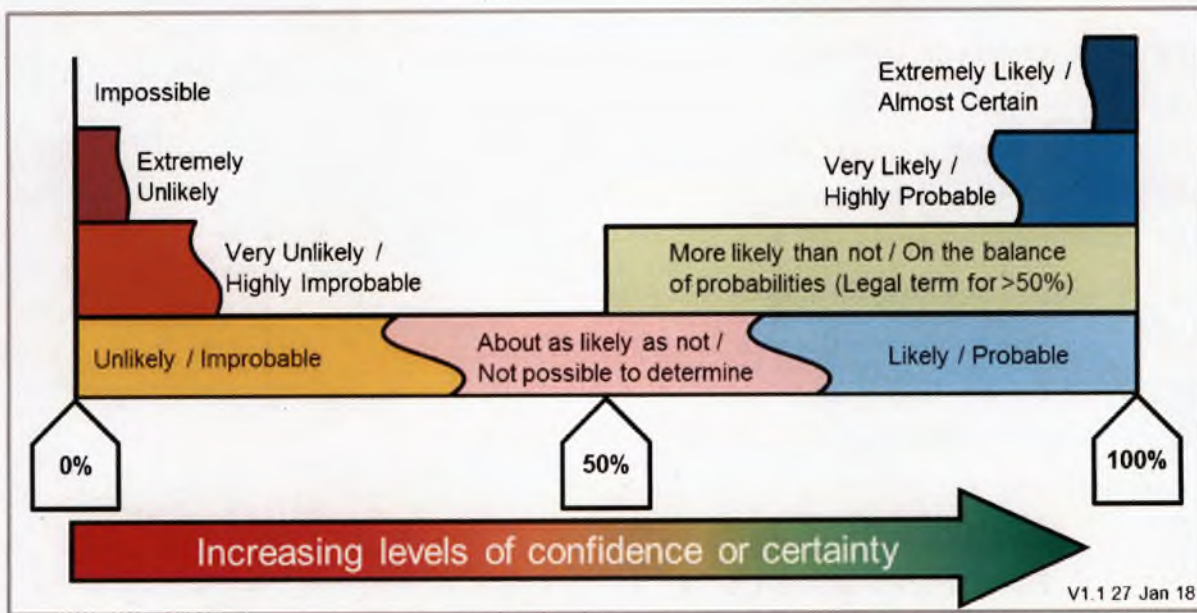 Impossible
Extremely
Unlikely
Very Unlikely /
Highly Improbable
Unlikely / Improbable
About as likely as not /
Not possible to determine
Extremely Likely /
Almost Certain
Very Likely /
Highly Probable
More likely than not / On the balance
of probabilities (Legal term for >50%)
Likely / Probable
0%
50%
100%
Increasing levels of confidence or certainty
V1.1 27 Jan 18